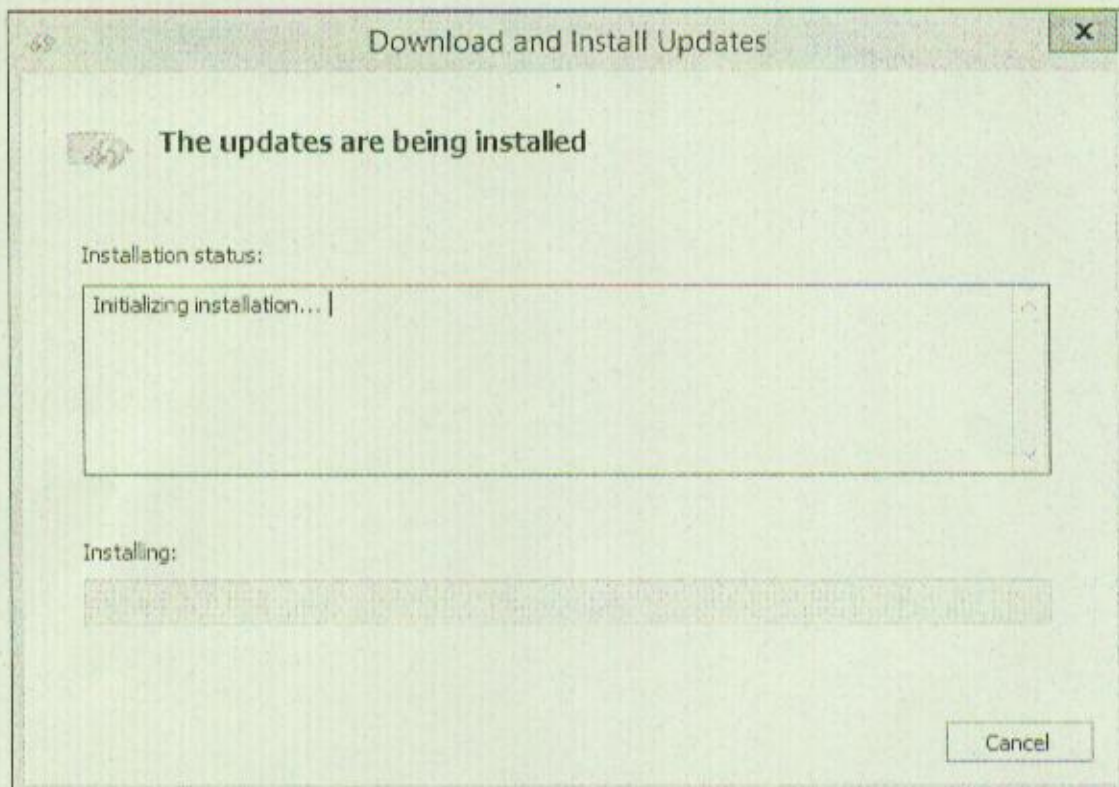 Download and Install Updates
The updates are being installed
Installation status:
Initializing installation...
Installing:
Cancel